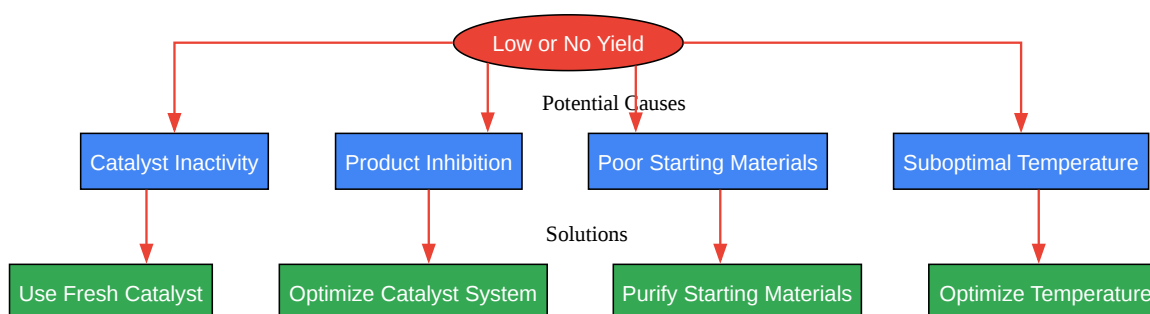 Low or No Yield
Potential Causes
Catalyst Inactivity
Product Inhibition
Poor Starting Materials
Suboptimal Temperature
Solutions
Use Fresh Catalyst
Optimize Catalyst System
Purify Starting Materials
Optimize Temperature